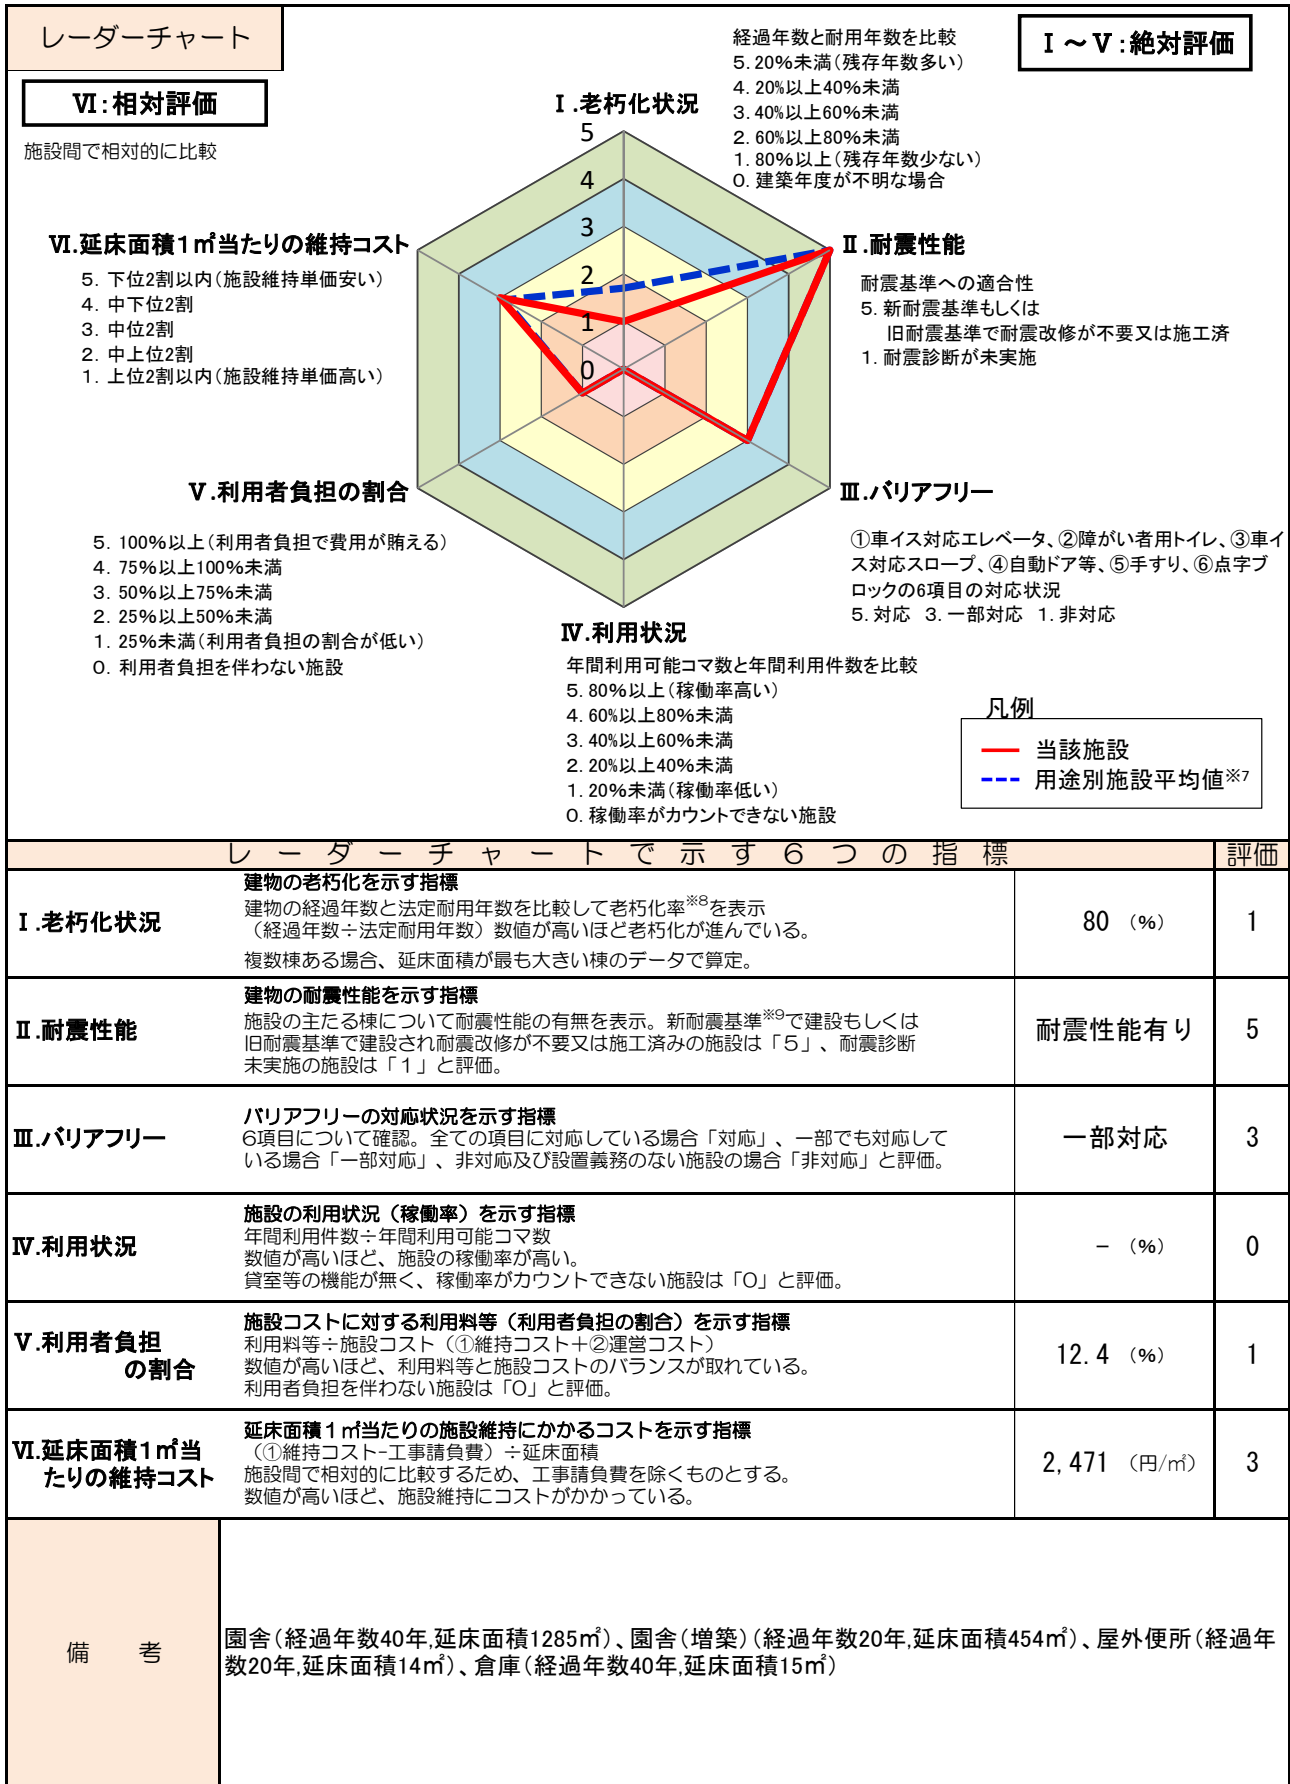 レーダーチャート
Ⅵ：相対評価
施設間で相対的に比較
Ⅰ～Ⅴ：絶対評価
経過年数と耐用年数を比較
5. 20%未満（残存年数多い）
4. 20%以上40%未満
3. 40%以上60%未満
2. 60%以上80%未満
1. 80%以上（残存年数少ない）
0. 建築年度が不明な場合
Ⅰ.老朽化状況
5
4
3
2
1
0
Ⅱ.耐震性能
耐震基準への適合性
5. 新耐震基準もしくは
旧耐震基準で耐震改修が不要又は施工済
1. 耐震診断が未実施
Ⅵ.延床面積1㎡当たりの維持コスト
5. 下位2割以内（施設維持単価安い）
4. 中下位2割
3. 中位2割
2. 中上位2割
1. 上位2割以内（施設維持単価高い）
Ⅴ.利用者負担の割合
5. 100%以上（利用者負担で費用が賄える）
4. 75%以上100%未満
3. 50%以上75%未満
2. 25%以上50%未満
1. 25%未満（利用者負担の割合が低い）
0. 利用者負担を伴わない施設
Ⅲ.バリアフリー
①車イス対応エレベータ、②障がい者用トイレ、③車イ
ス対応スロープ、④自動ドア等、⑤手すり、⑥点字ブ
ロックの6項目の対応状況
5. 対応 3. 一部対応 1. 非対応
Ⅳ.利用状況
年間利用可能コマ数と年間利用件数を比較
5. 80%以上（稼働率高い）
4. 60%以上80%未満
3. 40%以上60%未満
2. 20%以上40%未満
1. 20%未満（稼働率低い）
0. 稼働率がカウントできない施設
凡例
当該施設
用途別施設平均値※7
レーダーチャートで示す6つの指標 評価
Ⅰ.老朽化状況
建物の老朽化を示す指標
建物の経過年数と法定耐用年数を比較して老朽化率※8を表示
（経過年数÷法定耐用年数）数値が高いほど老朽化が進んでいる。
複数棟ある場合、延床面積が最も大きい棟のデータで算定。
80 （%） 1
Ⅱ.耐震性能
建物の耐震性能を示す指標
施設の主たる棟について耐震性能の有無を表示。新耐震基準※9で建設もしくは
旧耐震基準で建設され耐震改修が不要又は施工済みの施設は「5」、耐震診断
未実施の施設は「1」と評価。
耐震性能有り 5
Ⅲ.バリアフリー
バリアフリーの対応状況を示す指標
6項目について確認。全ての項目に対応している場合「対応」、一部でも対応して
いる場合「一部対応」、非対応及び設置義務のない施設の場合「非対応」と評価。
一部対応 3
Ⅳ.利用状況
施設の利用状況（稼働率）を示す指標
年間利用件数÷年間利用可能コマ数
数値が高いほど、施設の稼働率が高い。
貸室等の機能が無く、稼働率がカウントできない施設は「0」と評価。
－ （%） 0
Ⅴ.利用者負担
の割合
施設コストに対する利用料等（利用者負担の割合）を示す指標
利用料等÷施設コスト（①維持コスト+②運営コスト）
数値が高いほど、利用料等と施設コストのバランスが取れている。
利用者負担を伴わない施設は「0」と評価。
12.4 （%） 1
Ⅵ.延床面積1㎡当
たりの維持コスト
延床面積1㎡当たりの施設維持にかかるコストを示す指標
（①維持コスト-工事請負費）÷延床面積
施設間で相対的に比較するため、工事請負費を除くものとする。
数値が高いほど、施設維持にコストがかかっている。
2,471 （円/㎡） 3
備 考
園舎（経過年数40年,延床面積1285㎡）、園舎（増築）（経過年数20年,延床面積454㎡）、屋外便所（経過年
数20年,延床面積14㎡）、倉庫（経過年数40年,延床面積15㎡）